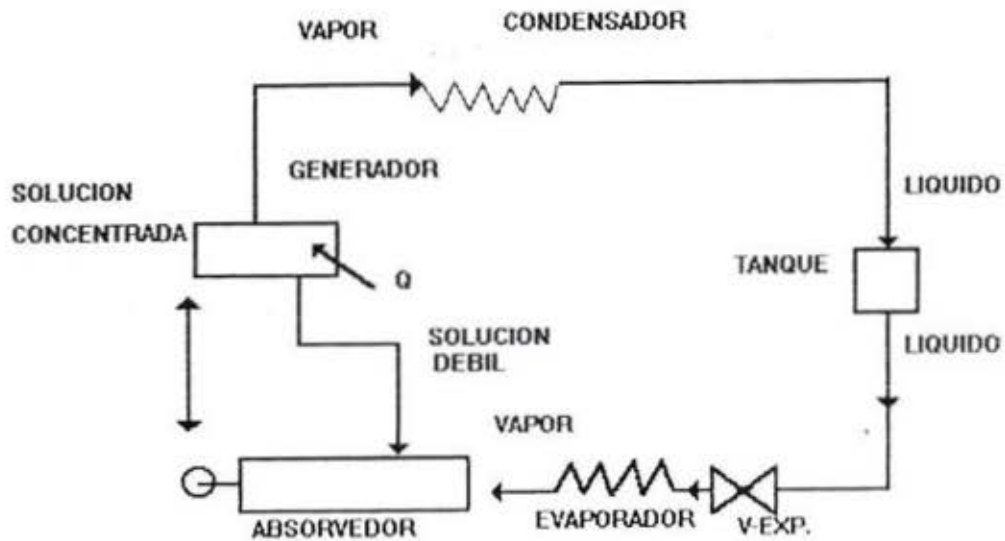 VAPOR
CONDENSADOR
GENERADOR
SOLUCION
CONCENTRADA
LIQUIDO
TANQUE
Q
SOLUCION
DEBIL
LIQUIDO
VAPOR
EVAPORADOR
V-EXP.
ABSORVEDOR